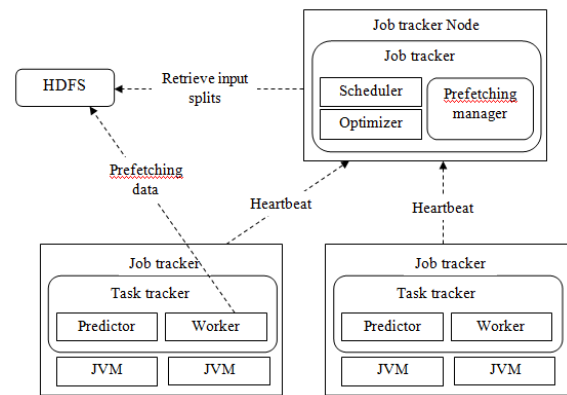 Job tracker Node
Job tracker
HDFS
Retrieve input
splits
Scheduler
Optimizer
Prefetching
manager
Prefetching
data
Heartbeat
Heartbeat
Job tracker
Task tracker
Predictor
Worker
JVM
JVM
Job tracker
Task tracker
Predictor
Worker
JVM
JVM